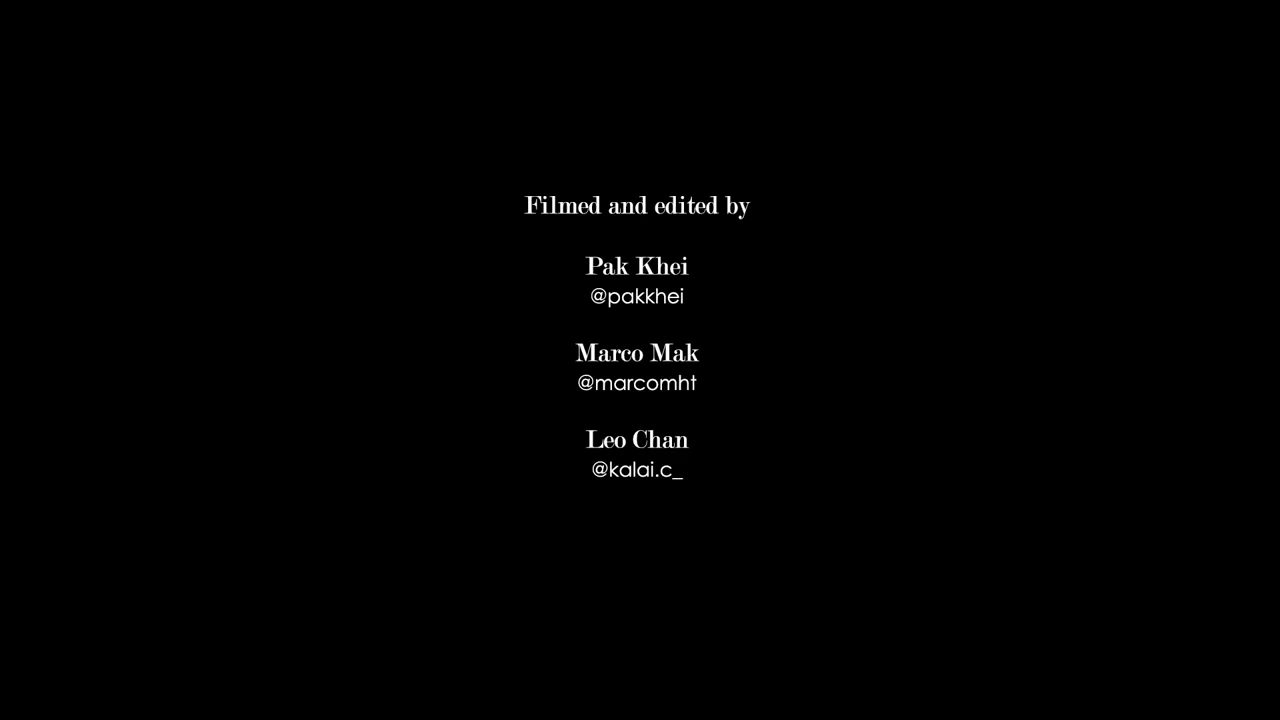 Filmed and edited by
Pak Khei
@pakkhei
Marco Mak
@marcomht
Leo Chan
@kalai.c_